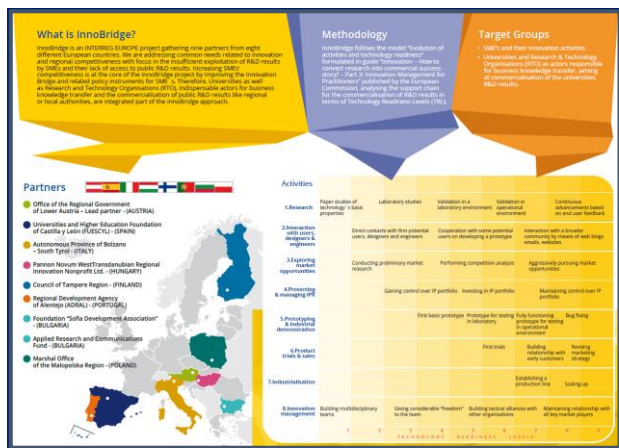 What is InnoBridge?
InnoBridge is an INTERREG EUROPE project gathering nine partners from eight
different European countries. We are addressing common needs related to innovation
and regional competitiveness with focus in the insufficient exploitation of R&D results
by SMEs and their lack of access to public R&D results. Increasing SMEs'
competitiveness is at the core of the InnoBridge project by improving the Innovation
Bridge and related policy instruments for SME´s. Therefore, Universities as well
as Research and Technology Organisations (RTO), indispensable actors for business
knowledge transfer and the commercialisation of public R&D results like regional
or local authorities, are integrated part of the InnoBridge approach.
Methodology
InnoBridge follows the model "Evolution of
activities and technology readiness"
formulated in guide "Innovation – How to
convert research into commercial success
story? - Part 3: Innovation Management for
Practitioners" published by the European
Commission, analysing the support chain
for the commercialisation of R&D results in
terms of Technology Readiness Levels (TRL).
Target Groups
• SMEs and their innovation activities
• Universities and Research & Technology
Organisations (RTO) as actors responsible
for business knowledge transfer, aiming
at commercialisation of the universities
R&D results.
Partners
Office of the Regional Government
of Lower Austria – Lead partner - (AUSTRIA)
Universities and Higher Education Foundation
of Castilla y León (FUESCYL) - (SPAIN)
Autonomous Province of Bolzano
– South Tyrol - (ITALY)
Pannon Novum WestTransdanubian Regional
Innovation Nonprofit Ltd. - (HUNGARY)
Council of Tampere Region - (FINLAND)
Regional Development Agency
of Alentejo (ADRAL) - (PORTUGAL)
Foundation "Sofia Development Association"
- (BULGARIA)
Applied Research and Communications
Fund - (BULGARIA)
Marshal Office
of the Malopolska Region - (POLAND)
Activities
1.Research
Paper studies of
technology´s basic
properties
Laboratory studies
Validation in a
laboratory environment
Validation in
operational
environment
Continuous
advancements based
on end user feedback
2.Interaction
with users,
designers &
engineers
Direct contacts with first potential
users, designers and engineers
Cooperation with some potential
users on developing a prototype
Interaction with a broader
community by means of web blogs
emails, websites
3.Exploring
market
opportunities
Conducting preliminary market
research
Performing competition analysis
Aggressively pursuing market
opportunities
4.Protecting
& managing IPR
Gaining control over IP portfolio
Investing in IP portfolio
Maintaining control over IP
portfolio
5.Prototyping
& industrial
demonstration
First basic prototype
Prototype for testing
in laboratory
Fully functioning
prototype for testing
in operational
environment
Bug fixing
6.Product
trials & sales
First trials
Building
relationship with
early customers
Revising
marketing
strategy
7.Industrialisation
Establishing a
production line
Scaling up
8.Innovation
management
Building multidisciplinary
teams
Giving considerable "freedom"
to the team
Building tactical alliances with
other organisations
Maintaining relationship with
all key market players
1 2 3 4 5 6 7 8 9
TECHNOLOGY READINESS LEVELS